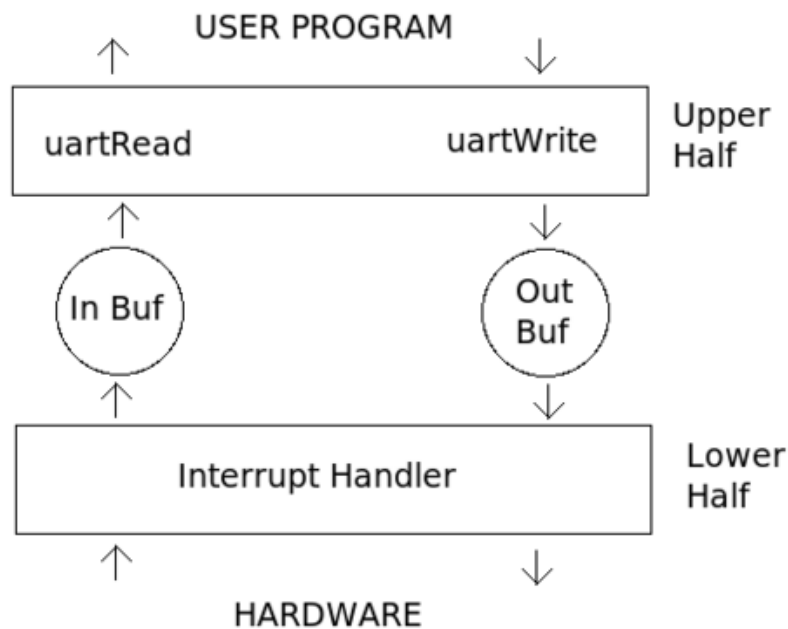 USER PROGRAM
uartRead
uartWrite
Upper
Half
In Buf
Out
Buf
Interrupt Handler
Lower
Half
HARDWARE